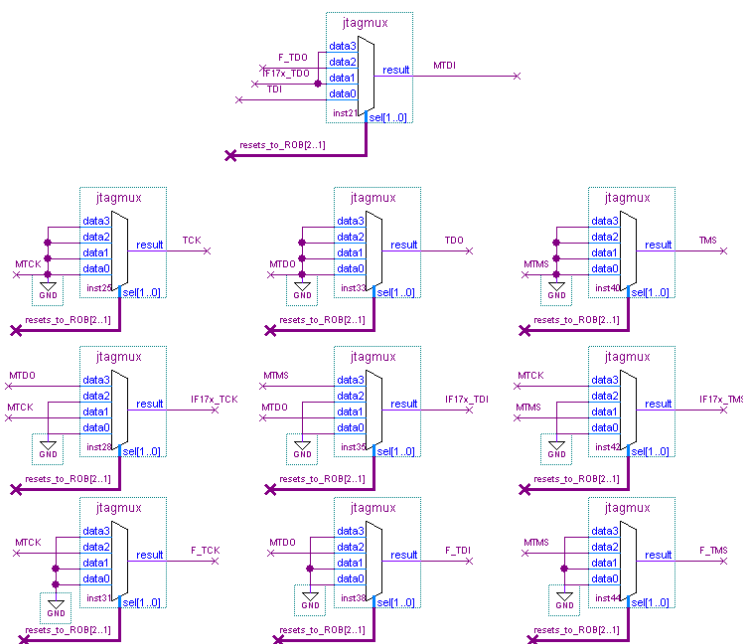 jtagmux
data3
F_TDO
data2
result
MTDI
IF17x_TDO
data1
TDI
data0
inst21
sel[1..0]
resets_to_ROB[2..1]
jtagmux
data3
data2
result
TCK
data1
MTCK
data0
GND
inst25
sel[1..0]
resets_to_ROB[2..1]
jtagmux
data3
data2
result
TDO
data1
MTDO
data0
GND
inst33
sel[1..0]
resets_to_ROB[2..1]
jtagmux
data3
data2
result
TMS
data1
MTMS
data0
GND
inst40
sel[1..0]
resets_to_ROB[2..1]
jtagmux
MTDO
data3
data2
result
IF17x_TCK
MTCK
data1
data0
GND
inst28
sel[1..0]
resets_to_ROB[2..1]
jtagmux
MTMS
data3
data2
result
IF17x_TDI
MTDO
data1
data0
GND
inst35
sel[1..0]
resets_to_ROB[2..1]
jtagmux
MTCK
data3
data2
result
IF17x_TMS
MTMS
data1
data0
GND
inst42
sel[1..0]
resets_to_ROB[2..1]
jtagmux
data3
MTCK
data2
result
F_TCK
data1
data0
GND
inst31
sel[1..0]
resets_to_ROB[2..1]
jtagmux
data3
MTDO
data2
result
F_TDI
data1
data0
GND
inst38
sel[1..0]
resets_to_ROB[2..1]
jtagmux
data3
MTMS
data2
result
F_TMS
data1
data0
GND
inst44
sel[1..0]
resets_to_ROB[2..1]